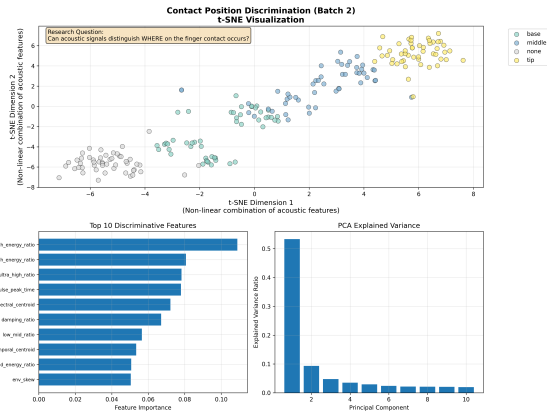 Contact Position Discrimination (Batch 2)
t-SNE Visualization
Research Question:
Can acoustic signals distinguish WHERE on the finger contact occurs?
base
middle
none
tip
t-SNE Dimension 2
(Non-linear combination of acoustic features)
6
4
2
0
−2
−4
−6
−8
−6
−4
−2
0
2
4
6
8
t-SNE Dimension 1
(Non-linear combination of acoustic features)
Top 10 Discriminative Features
h_energy_ratio
h_energy_ratio
ultra_high_ratio
ulse_peak_time
ectral_centroid
damping_ratio
low_mid_ratio
nporal_centroid
d_energy_ratio
env_skew
0.00
0.02
0.04
0.06
0.08
0.10
Feature Importance
PCA Explained Variance
Explained Variance Ratio
0.5
0.4
0.3
0.2
0.1
0.0
2
4
6
8
10
Principal Component